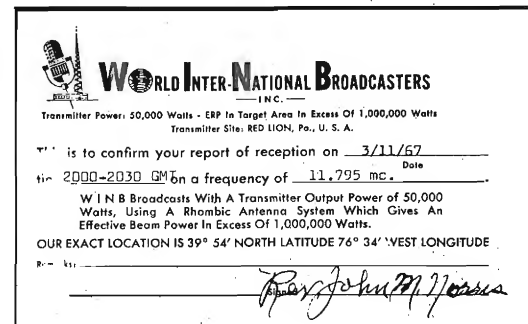 WORLD INTER-NATIONAL BROADCASTERS
INC.
Transmitter Power: 50,000 Watts - ERP In Target Area In Excess Of 1,000,000 Watts
Transmitter Site: RED LION, Pa., U. S. A.
is to confirm your report of reception on 3/11/67
Date
2000-2030 GMT on a frequency of 11.795 mc.
W I N B Broadcasts With A Transmitter Output Power of 50,000
Watts, Using A Rhombic Antenna System Which Gives An
Effective Beam Power In Excess Of 1,000,000 Watts.
OUR EXACT LOCATION IS 39° 54' NORTH LATITUDE 76° 34' WEST LONGITUDE
Rev John M. Norris
Signed